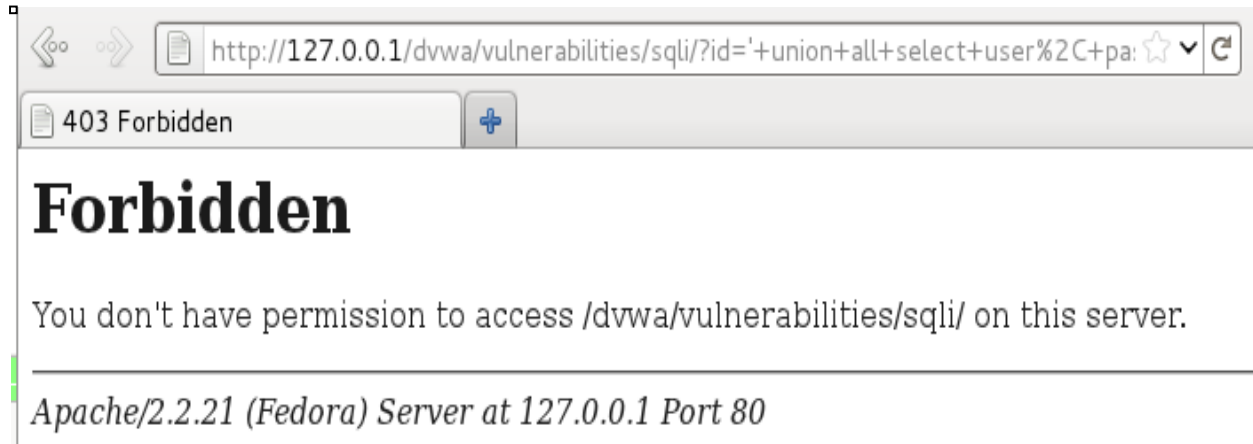 http://127.0.0.1/dvwa/vulnerabilities/sqli/?id='+union+all+select+user%2C+pa
403 Forbidden
Forbidden
You don't have permission to access /dvwa/vulnerabilities/sqli/ on this server.
Apache/2.2.21 (Fedora) Server at 127.0.0.1 Port 80